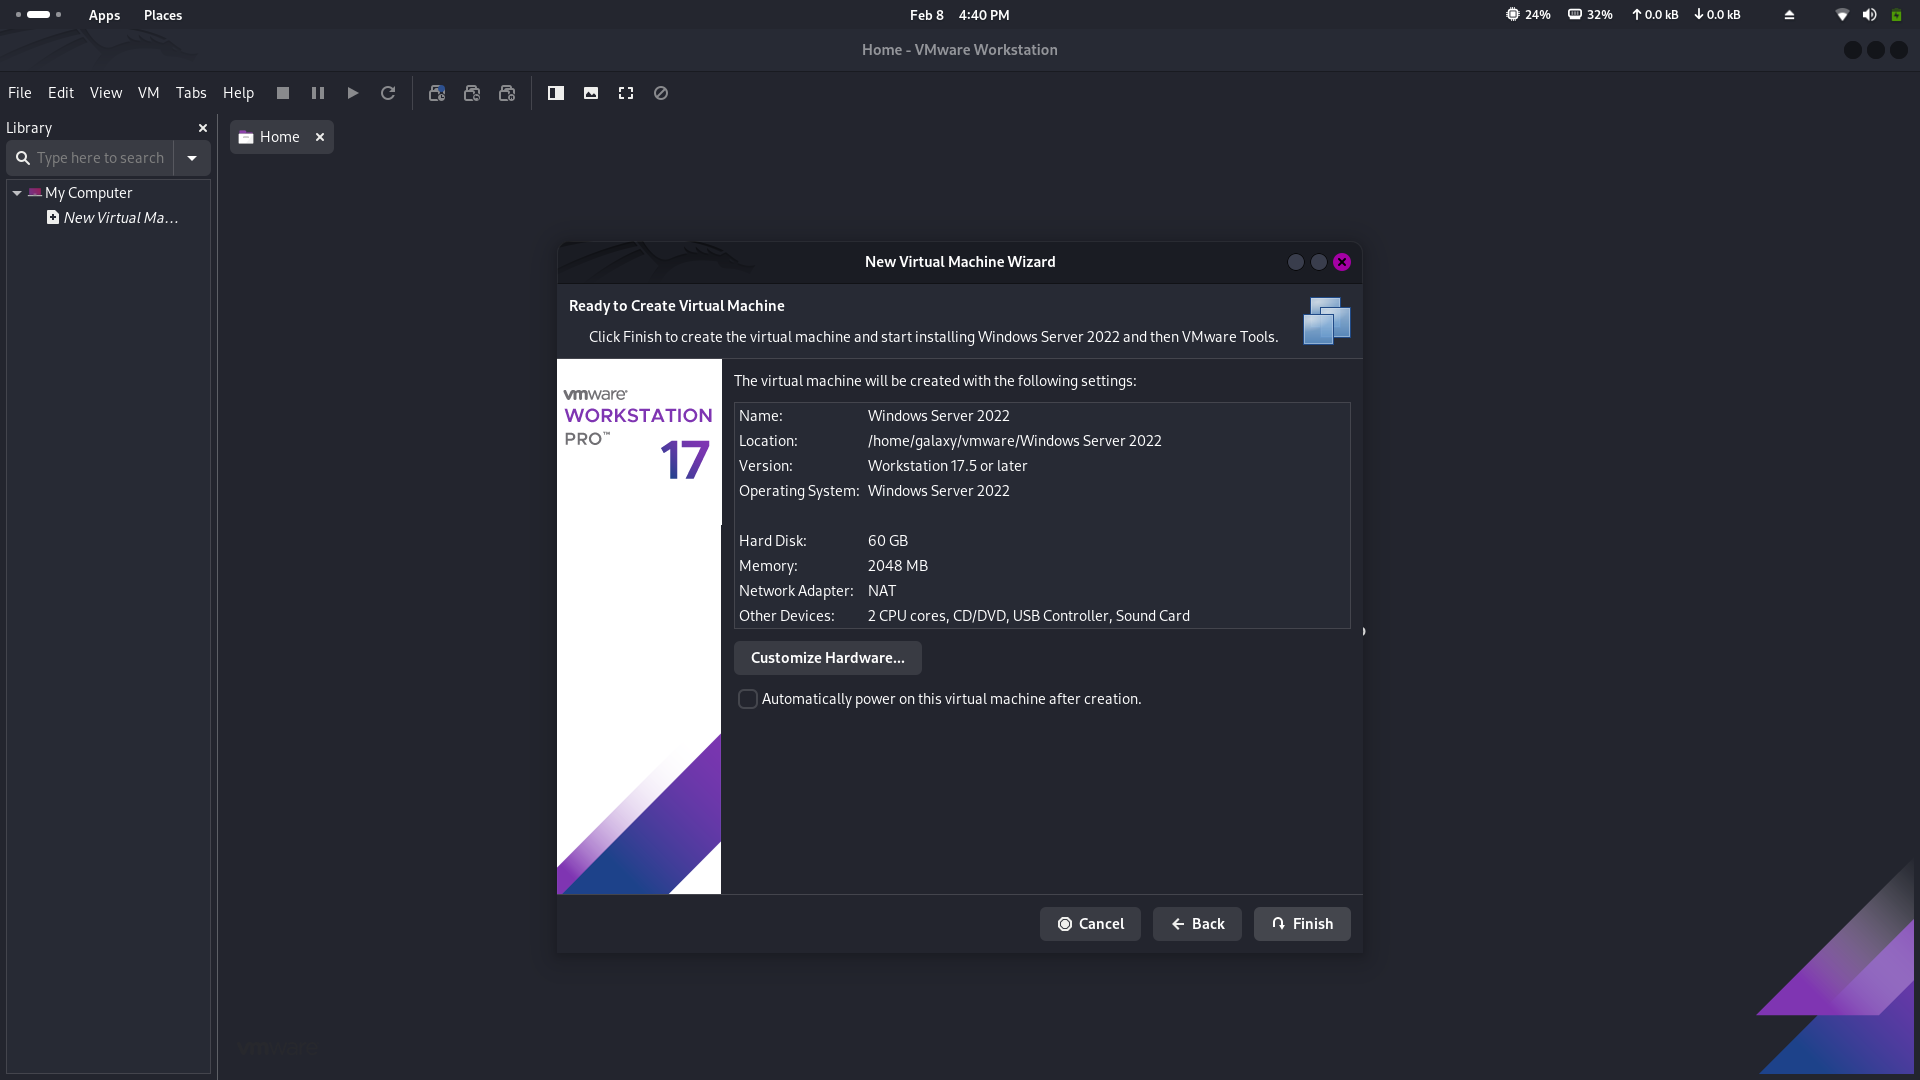 Apps Places Feb 8 4:40 PM 24% 32% 0.0 kB 0.0 kB
Home - VMware Workstation
File Edit View VM Tabs Help
Library
Home
Type here to search
My Computer
New Virtual Ma...
New Virtual Machine Wizard
Ready to Create Virtual Machine
Click Finish to create the virtual machine and start installing Windows Server 2022 and then VMware Tools.
vmware®
WORKSTATION
PRO™
17
The virtual machine will be created with the following settings:
Name: Windows Server 2022
Location: /home/galaxy/vmware/Windows Server 2022
Version: Workstation 17.5 or later
Operating System: Windows Server 2022
Hard Disk: 60 GB
Memory: 2048 MB
Network Adapter: NAT
Other Devices: 2 CPU cores, CD/DVD, USB Controller, Sound Card
Customize Hardware...
Automatically power on this virtual machine after creation.
Cancel Back Finish
vmware